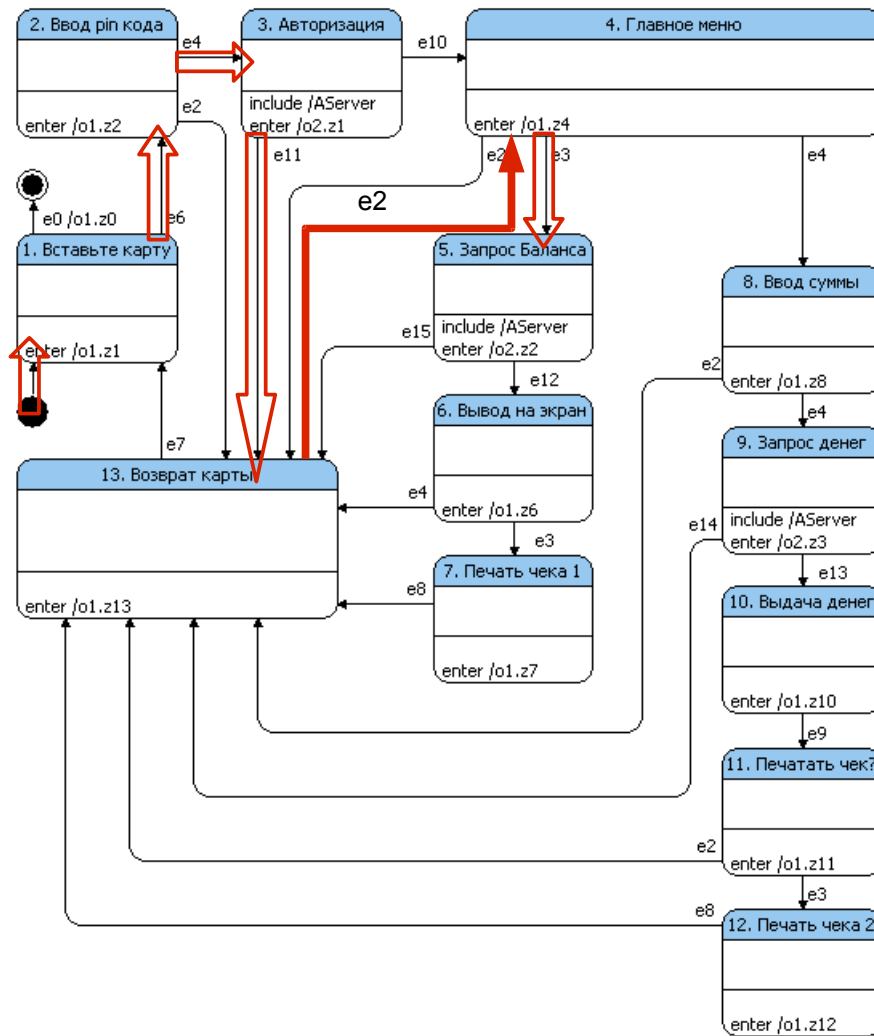 2. Ввод pin кода
enter /o1.z2
e4
e2
3. Авторизация
include /AServer
enter /o2.z1
e10
e11
4. Главное меню
enter /o1.z4
e2
e3
e4
e2
e0 /o1.z0
e6
1. Вставьте карту
enter /o1.z1
e7
5. Запрос Баланса
include /AServer
enter /o2.z2
e15
e12
8. Ввод суммы
enter /o1.z8
e2
e4
6. Вывод на экран
enter /o1.z6
e4
e3
9. Запрос денег
include /AServer
enter /o2.z3
e14
e13
13. Возврат карты
enter /o1.z13
7. Печать чека 1
enter /o1.z7
e8
10. Выдача денег
enter /o1.z10
e9
11. Печатать чек?
enter /o1.z11
e2
e3
12. Печать чека 2
enter /o1.z12
e8